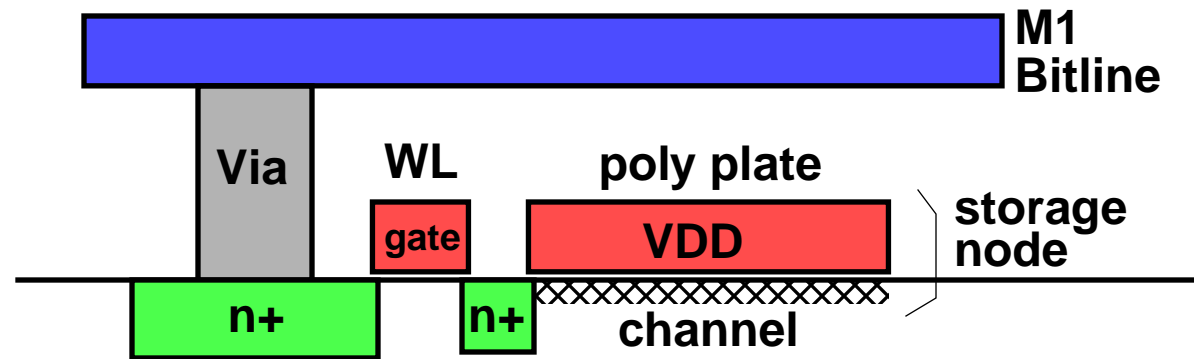 M1
Bitline
Via
WL
poly plate
gate
VDD
storage
node
n+
n+
channel